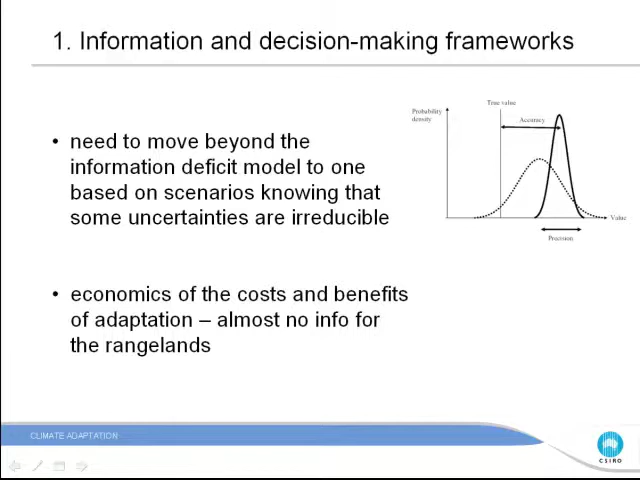 1. Information and decision-making frameworks
• need to move beyond the
information deficit model to one
based on scenarios knowing that
some uncertainties are irreducible
• economics of the costs and benefits
of adaptation – almost no info for
the rangelands
Probability
density
True value
Accuracy
Value
Precision
CLIMATE ADAPTATION
CSIRO